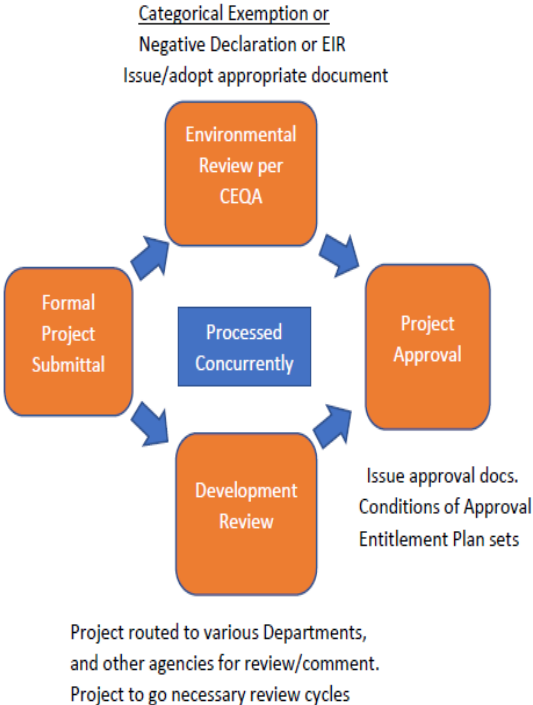 Categorical Exemption or
Negative Declaration or EIR
Issue/adopt appropriate document
Environmental
Review per
CEQA
Formal
Project
Submittal
Processed
Concurrently
Project
Approval
Development
Review
Issue approval docs.
Conditions of Approval
Entitlement Plan sets
Project routed to various Departments,
and other agencies for review/comment.
Project to go necessary review cycles